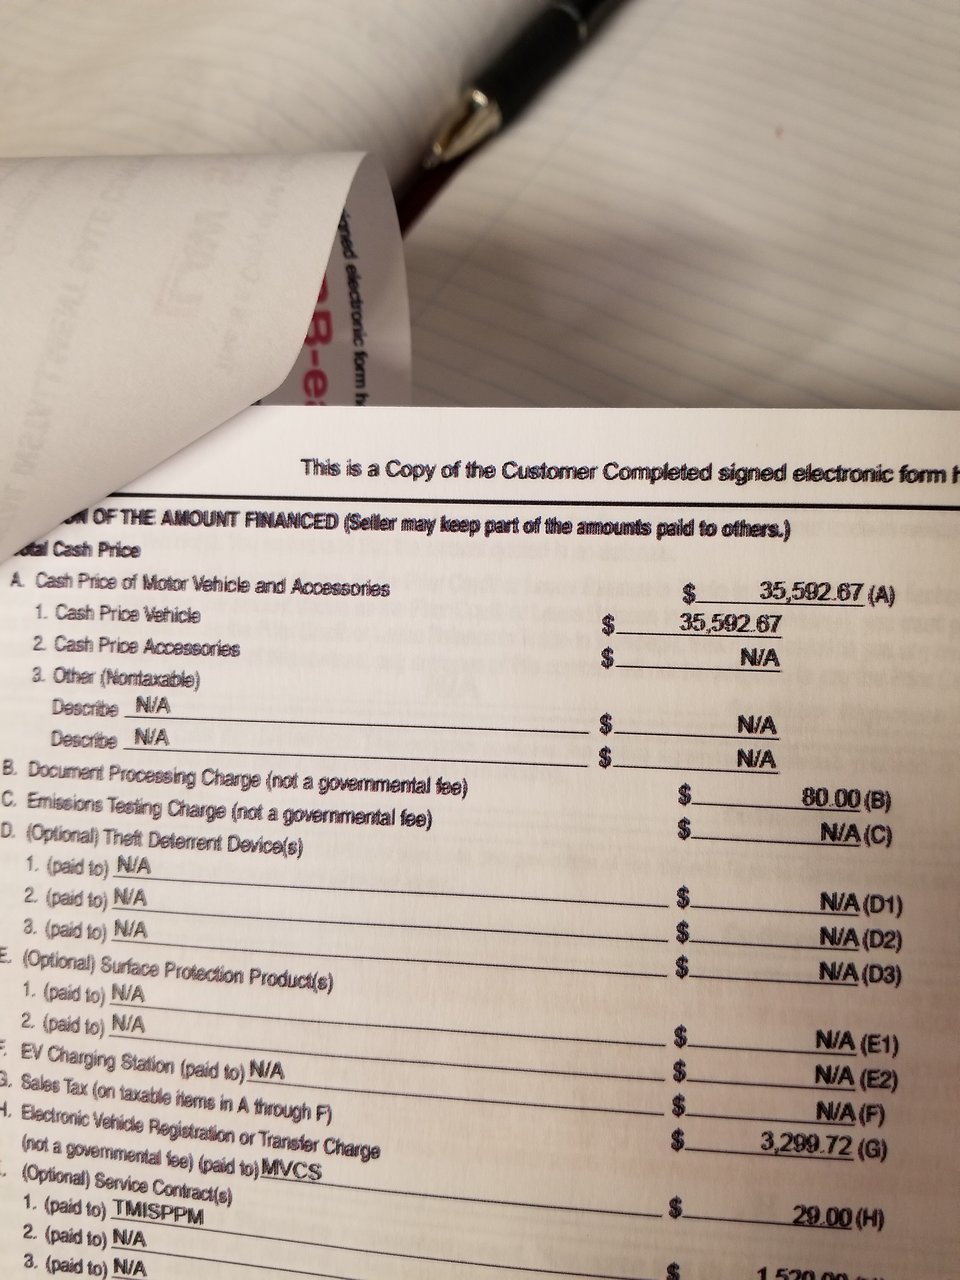 igned electronic form h
B-e
This is a Copy of the Customer Completed signed electronic form h
OF THE AMOUNT FINANCED (Seller may keep part of the amounts paid to others.)
Cash Price
A. Cash Price of Motor Vehicle and Accessories $ 35,592.67 (A)
1. Cash Price Vehicle $ 35,592.67
2. Cash Price Accessories $ N/A
3. Other (Nontaxable)
Describe N/A $ N/A
Describe N/A $ N/A
B. Document Processing Charge (not a governmental fee) $ 80.00 (B)
C. Emissions Testing Charge (not a governmental fee) $ N/A (C)
D. (Optional) Theft Deterrent Device(s)
1. (paid to) N/A $ N/A (D1)
2. (paid to) N/A $ N/A (D2)
3. (paid to) N/A $ N/A (D3)
E. (Optional) Surface Protection Product(s)
1. (paid to) N/A $ N/A (E1)
2. (paid to) N/A $ N/A (E2)
F. EV Charging Station (paid to) N/A $ N/A (F)
G. Sales Tax (on taxable items in A through F) $ 3,299.72 (G)
H. Electronic Vehicle Registration or Transfer Charge
(not a governmental fee) (paid to) MVCS $ 29.00 (H)
(Optional) Service Contract(s)
1. (paid to) TMISPPM $ 1,520.00
2. (paid to) N/A
3. (paid to) N/A